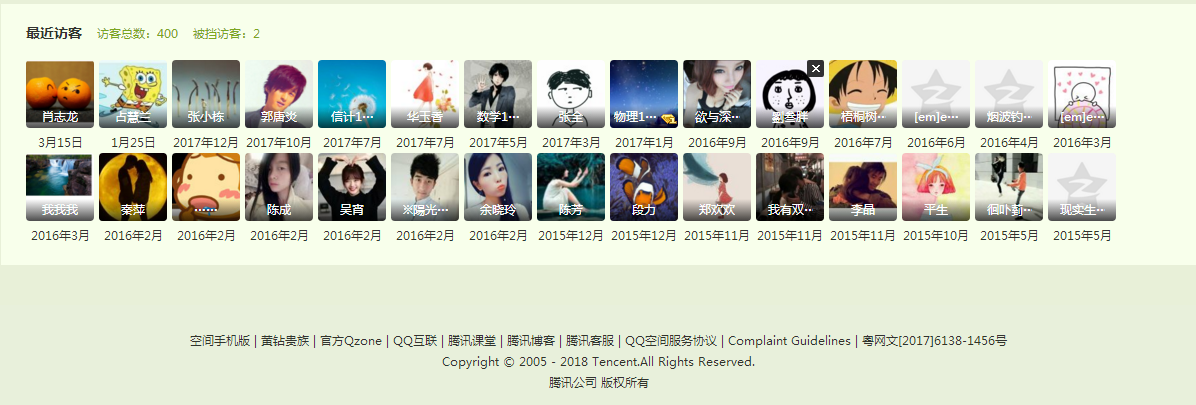 最近访客 访客总数：400 被挡访客：2
肖志龙 占慧兰 张小栋 郭唐炎 信计1··· 华玉香 数学1··· 张全 物理1··· 欲与深··· 梧桐树··· [em]e··· 烟波钓··· [em]e···
3月15日 1月25日 2017年12月 2017年10月 2017年7月 2017年7月 2017年5月 2017年3月 2017年1月 2016年9月 2016年9月 2016年7月 2016年6月 2016年4月 2016年3月
我我我 秦萍 ······ 陈成 吴宵 ※陽光··· 余晓玲 陈芳 段力 郑欢欢 我有双··· 李晶 平生 现实生···
2016年3月 2016年2月 2016年2月 2016年2月 2016年2月 2016年2月 2016年2月 2015年12月 2015年12月 2015年11月 2015年11月 2015年11月 2015年10月 2015年5月 2015年5月
空间手机版 | 黄钻贵族 | 官方Qzone | QQ互联 | 腾讯课堂 | 腾讯博客 | 腾讯客服 | QQ空间服务协议 | Complaint Guidelines | 粤网文[2017]6138-1456号
Copyright © 2005 - 2018 Tencent.All Rights Reserved.
腾讯公司 版权所有